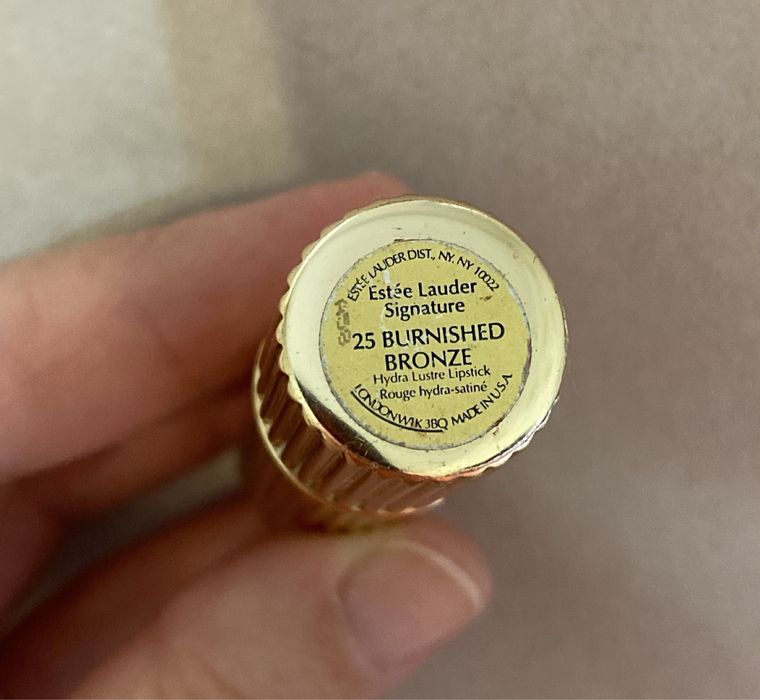 ESTÉE LAUDER DIST., NY, NY 10022
Estée Lauder
Signature
25 BURNISHED
BRONZE
Hydra Lustre Lipstick
Rouge hydra-satiné
LONDON W1K 3BQ MADE IN U.S.A.